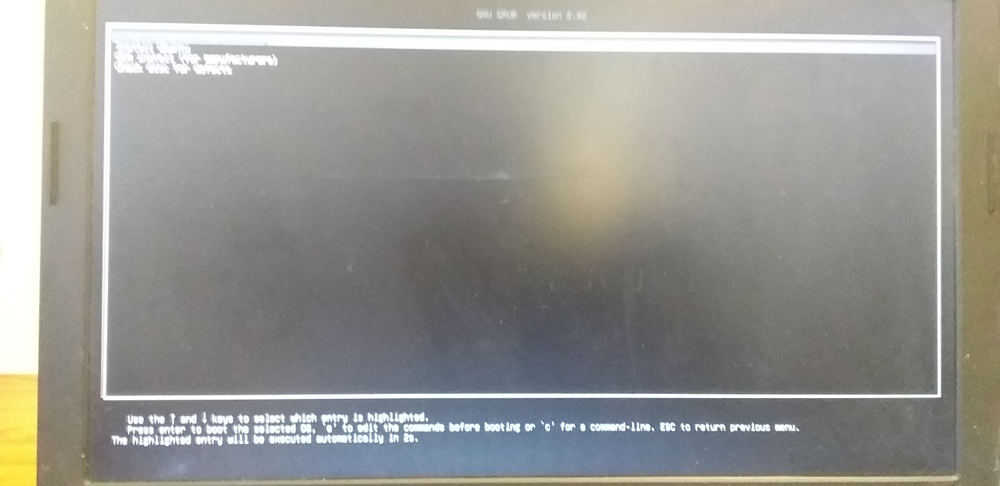 GNU GRUB version 2.02
Install Ubuntu
OEM install (for manufacturers)
Check disc for defects
Use the ↑ and ↓ keys to select which entry is highlighted.
Press enter to boot the selected OS, `e' to edit the commands before booting or `c' for a command-line. ESC to return previous menu.
The highlighted entry will be executed automatically in 2s.